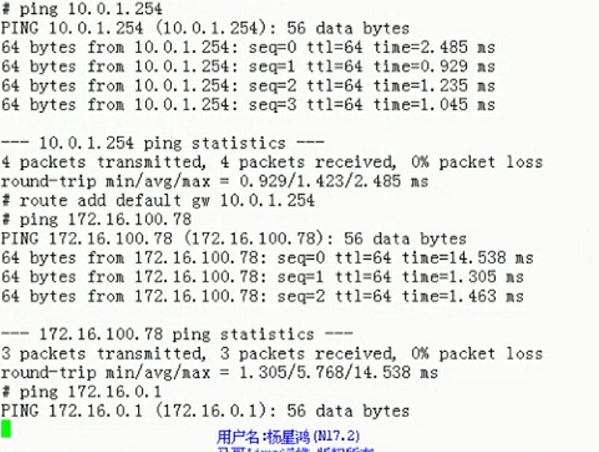 # ping 10.0.1.254
PING 10.0.1.254 (10.0.1.254): 56 data bytes
64 bytes from 10.0.1.254: seq=0 ttl=64 time=2.485 ms
64 bytes from 10.0.1.254: seq=1 ttl=64 time=0.929 ms
64 bytes from 10.0.1.254: seq=2 ttl=64 time=1.235 ms
64 bytes from 10.0.1.254: seq=3 ttl=64 time=1.045 ms
--- 10.0.1.254 ping statistics ---
4 packets transmitted, 4 packets received, 0% packet loss
round-trip min/avg/max = 0.929/1.423/2.485 ms
# route add default gw 10.0.1.254
# ping 172.16.100.78
PING 172.16.100.78 (172.16.100.78): 56 data bytes
64 bytes from 172.16.100.78: seq=0 ttl=64 time=14.538 ms
64 bytes from 172.16.100.78: seq=1 ttl=64 time=1.305 ms
64 bytes from 172.16.100.78: seq=2 ttl=64 time=1.463 ms
--- 172.16.100.78 ping statistics ---
3 packets transmitted, 3 packets received, 0% packet loss
round-trip min/avg/max = 1.305/5.768/14.538 ms
# ping 172.16.0.1
PING 172.16.0.1 (172.16.0.1): 56 data bytes
用户名:杨星鸿(N17.2)